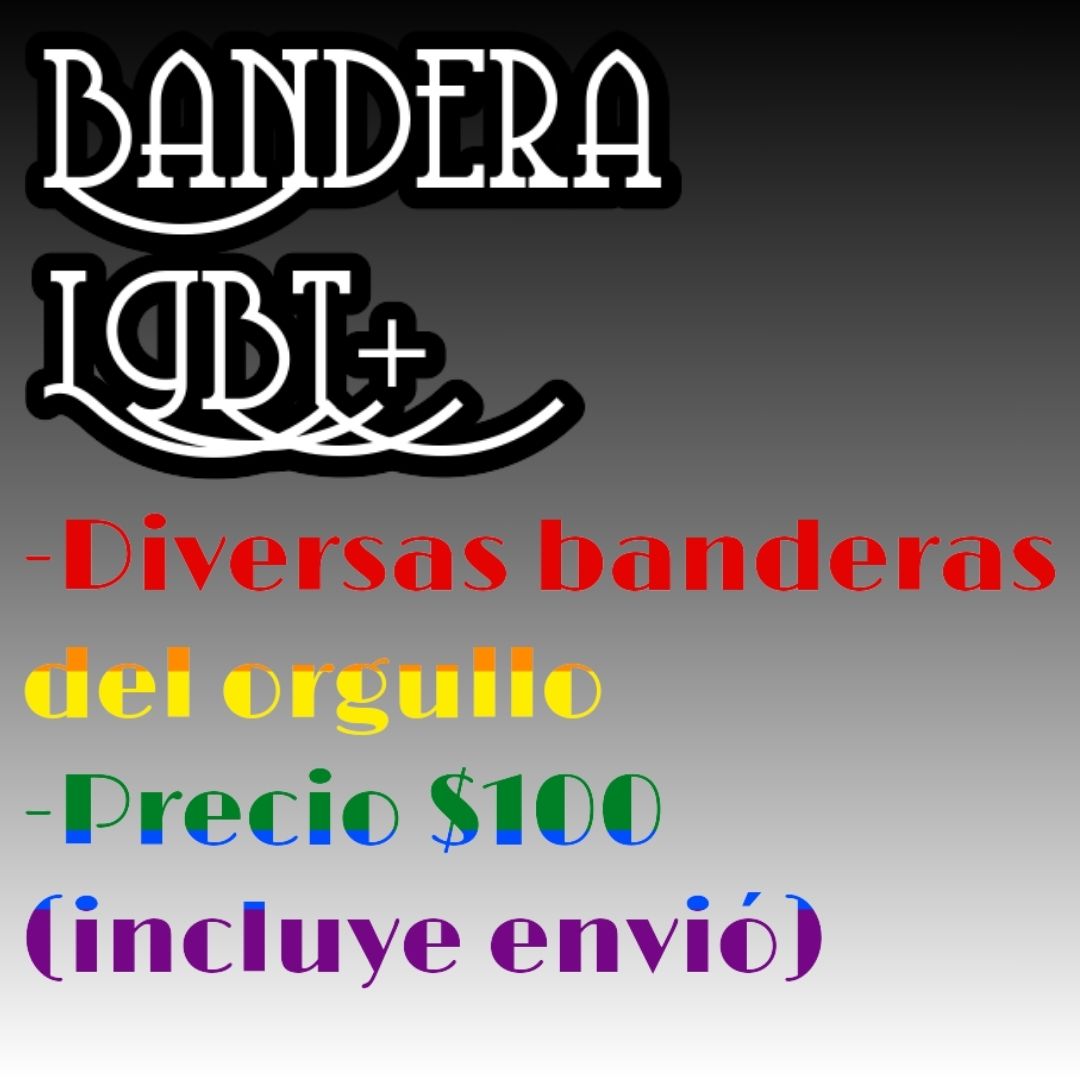 BANDERA
LGBT+
-Diversas banderas
del orgullo
-Precio $100
(incluye envió)